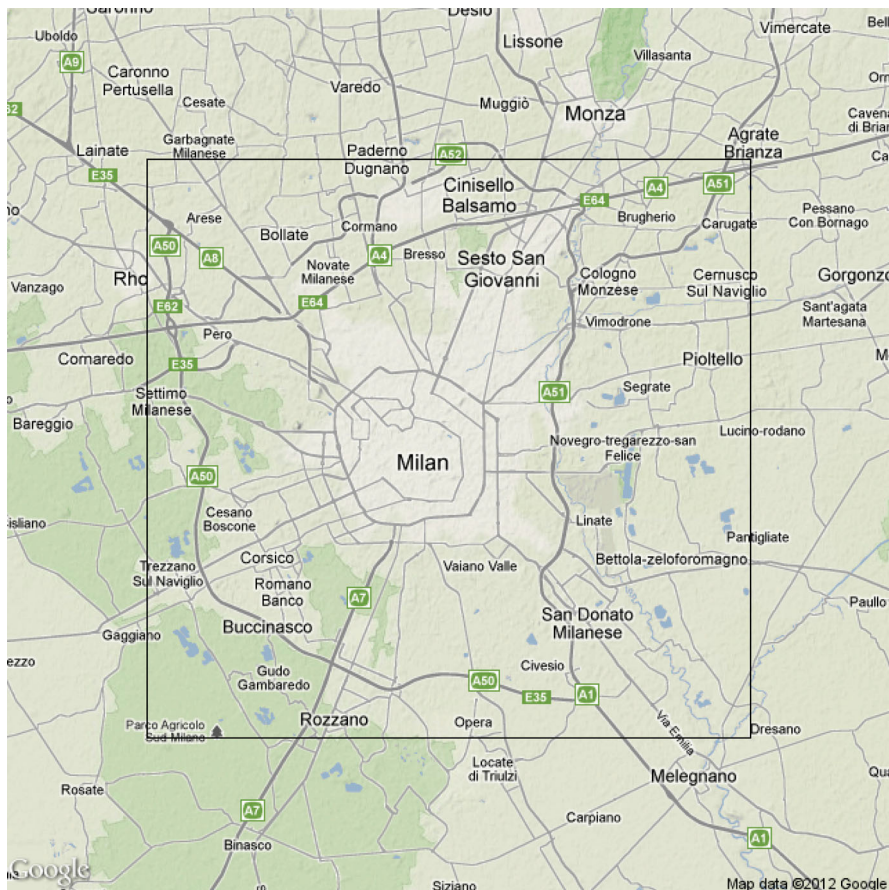 Saronno
Desio
Uboldo
Lissone
Vimercate
A9
Villasanta
Caronno
Pertusella
Varedo
Cesate
Muggiò
Monza
Garbagnate
Milanese
Lainate
Paderno
Dugnano
A52
Agrate
Brianza
E35
Cinisello
Balsamo
A4
A51
E64
Arese
Brugherio
Carugate
Pessano
Con Bornago
Cormano
Bollate
A50
A8
A4
Bresso
Sesto San
Giovanni
Rho
Novate
Milanese
Cologno
Monzese
Cernusco
Sul Naviglio
Vanzago
E62
E64
Sant'agata
Martesana
Vimodrone
Pero
Cornaredo
E35
Pioltello
Settimo
Milanese
A51
Segrate
Bareggio
Lucino-rodano
Novegro-tregarezzo-san
Felice
Milan
A50
Cesano
Boscone
Linate
Pantigliate
Corsico
Trezzano
Sul Naviglio
Vaiano Valle
Bettola-zeloforomagno
Romano
Banco
A7
Paullo
San Donato
Milanese
Buccinasco
Gaggiano
Civesio
Gudo
Gambaredo
A50
E35
A1
Rozzano
Opera
Parco Agricolo
Sud Milano
Via Emilia
Dresano
Locate
di Triulzi
Melegnano
Rosate
A7
Carpiano
A1
Binasco
Google
Siziano
Map data ©2012 Google